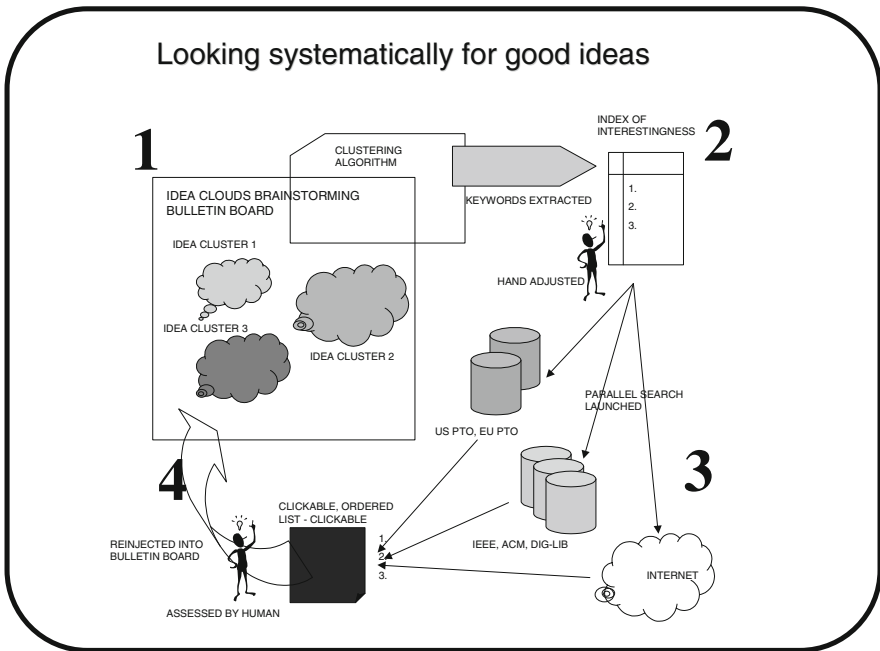 Looking systematically for good ideas
1
CLUSTERING
ALGORITHM
INDEX OF
INTERESTINGNESS
2
1.
2.
3.
KEYWORDS EXTRACTED
HAND ADJUSTED
IDEA CLOUDS BRAINSTORMING
BULLETIN BOARD
IDEA CLUSTER 1
IDEA CLUSTER 3
IDEA CLUSTER 2
PARALLEL SEARCH
LAUNCHED
US PTO, EU PTO
3
IEEE, ACM, DIG-LIB
INTERNET
4
CLICKABLE, ORDERED
LIST - CLICKABLE
1.
2.
3.
REINJECTED INTO
BULLETIN BOARD
ASSESSED BY HUMAN